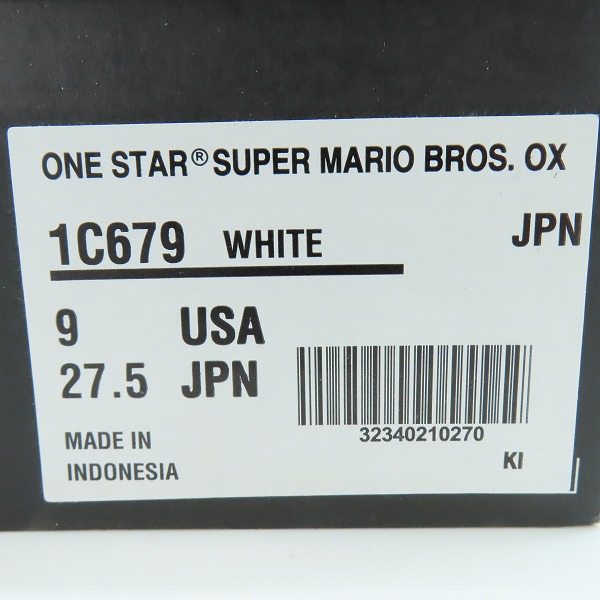 ONE STAR® SUPER MARIO BROS. OX
1C679 WHITE JPN
9 USA
27.5 JPN
MADE IN
INDONESIA
32340210270
KI